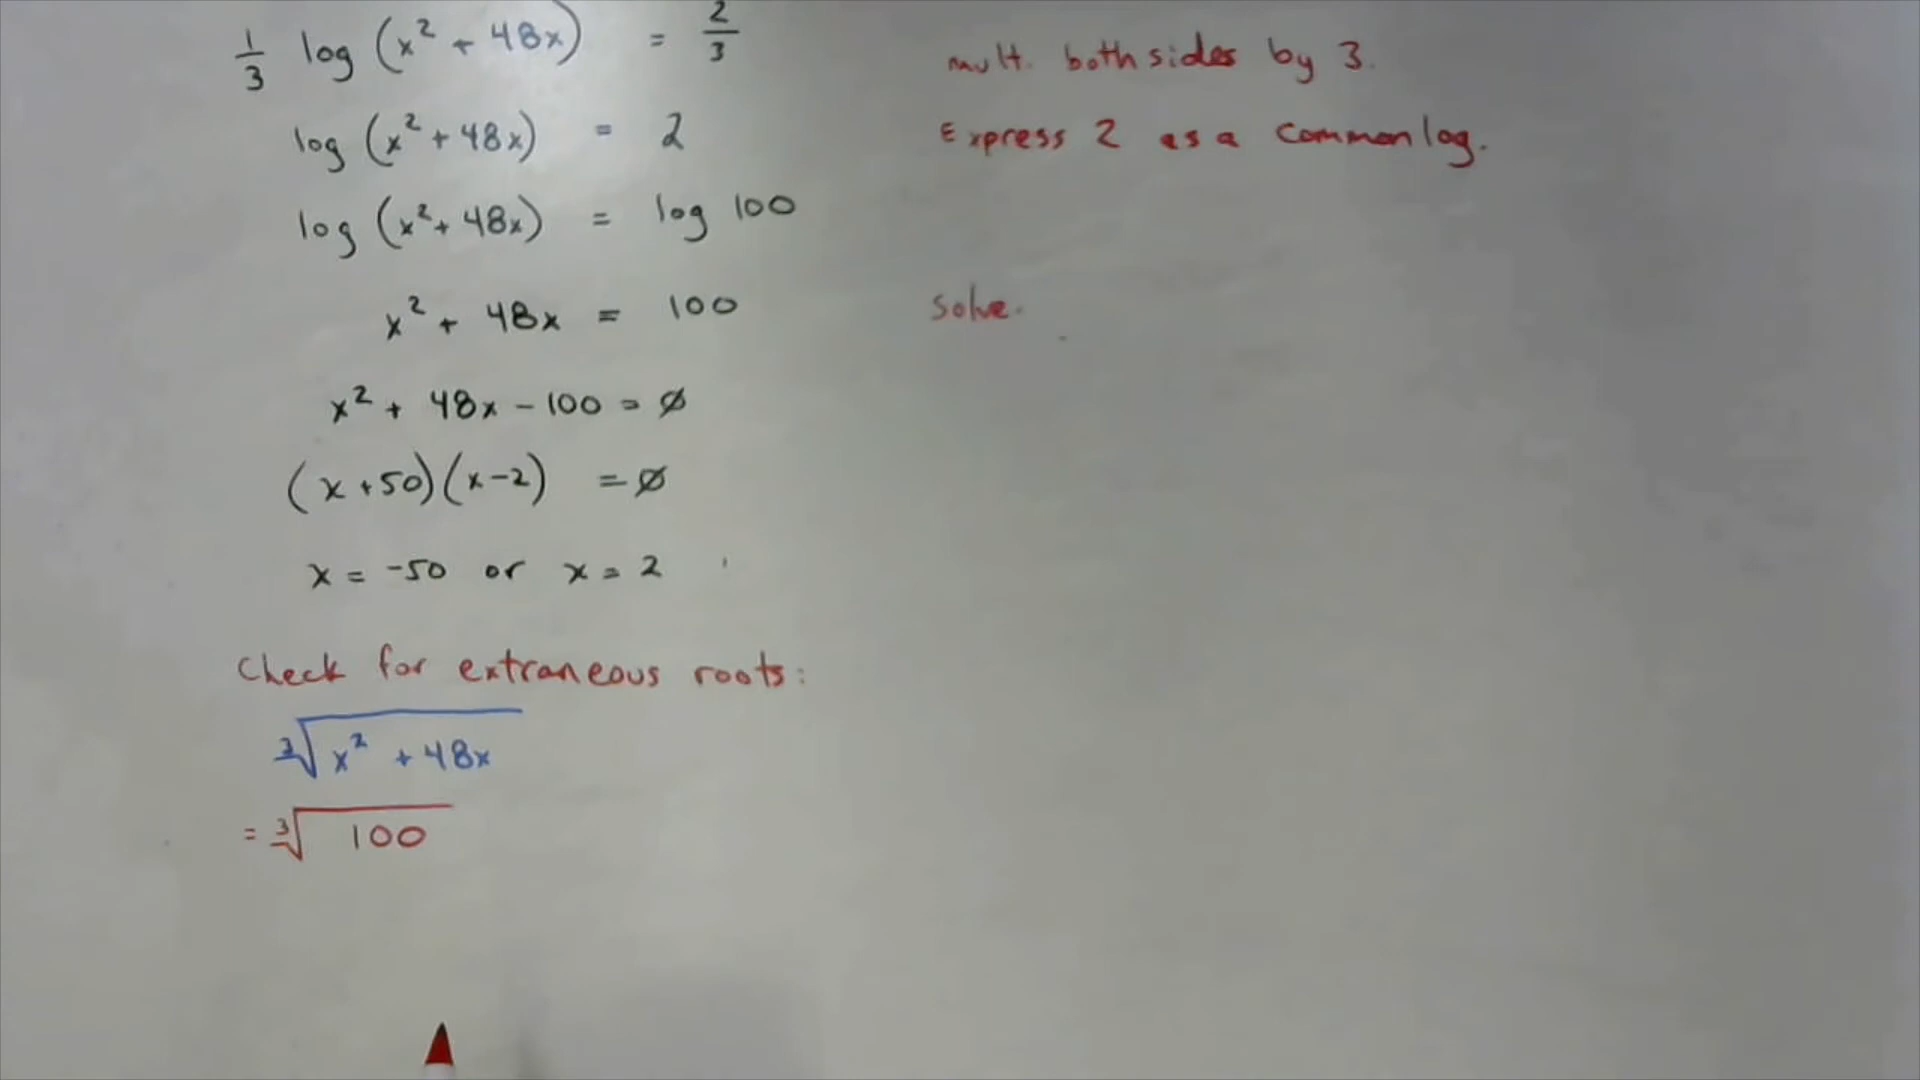 1/3 log (x² + 48x) = 2/3 mult. both sides by 3.
log (x² + 48x) = 2 Express 2 as a common log.
log (x² + 48x) = log 100
x² + 48x = 100 solve.
x² + 48x - 100 = ∅
(x + 50)(x - 2) = ∅
x = -50 or x = 2
Check for extraneous roots:
∛(x² + 48x)
= ∛100